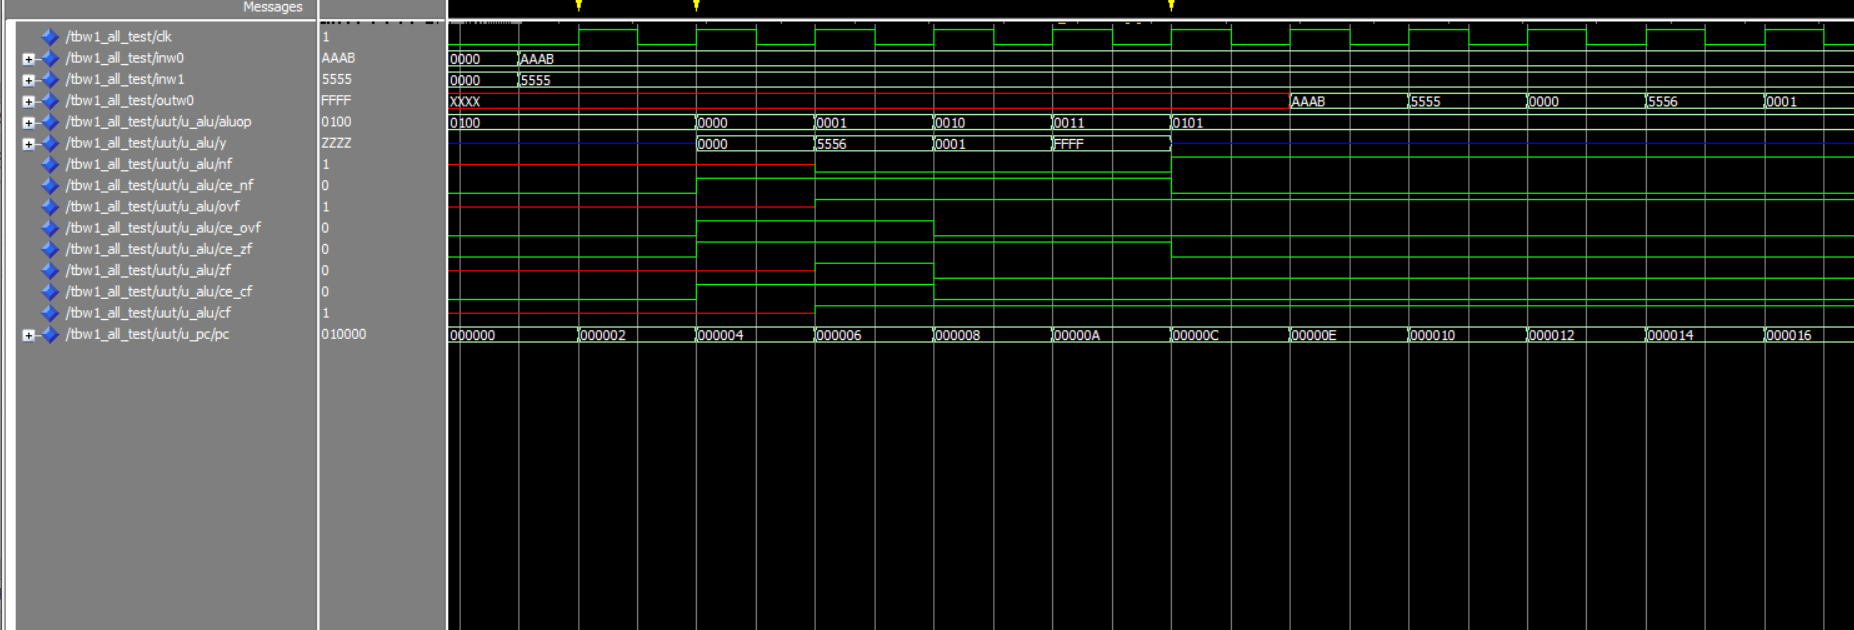 Messages
/tbw1_all_test/clk 1
/tbw1_all_test/inw0 AAAB 0000 AAAB
/tbw1_all_test/inw1 5555 0000 5555
/tbw1_all_test/outw0 FFFF XXXX AAAB 5555 0000 5556 0001
/tbw1_all_test/uut/u_alu/aluop 0100 0100 0000 0001 0010 0011 0101
/tbw1_all_test/uut/u_alu/y ZZZZ 0000 5556 0001 FFFF
/tbw1_all_test/uut/u_alu/nf 1
/tbw1_all_test/uut/u_alu/ce_nf 0
/tbw1_all_test/uut/u_alu/ovf 1
/tbw1_all_test/uut/u_alu/ce_ovf 0
/tbw1_all_test/uut/u_alu/ce_zf 0
/tbw1_all_test/uut/u_alu/zf 0
/tbw1_all_test/uut/u_alu/ce_cf 0
/tbw1_all_test/uut/u_alu/cf 1
/tbw1_all_test/uut/u_pc/pc 010000 000000 000002 000004 000006 000008 00000A 00000C 00000E 000010 000012 000014 000016